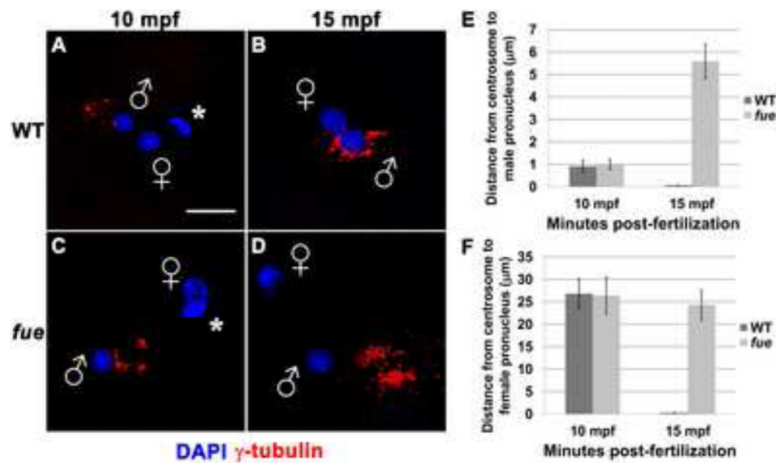 10 mpf 15 mpf
WT
fue
A
♂
*
♀
B
♀
♂
C
♀
*
♂
D
♀
♂
DAPI γ-tubulin
E
Distance from centrosome to
male pronucleus (μm)
7
6
5
4
3
2
1
0
10 mpf 15 mpf
Minutes post-fertilization
WT
fue
F
Distance from centrosome to
female pronucleus (μm)
35
30
25
20
15
10
5
0
10 mpf 15 mpf
Minutes post-fertilization
WT
fue